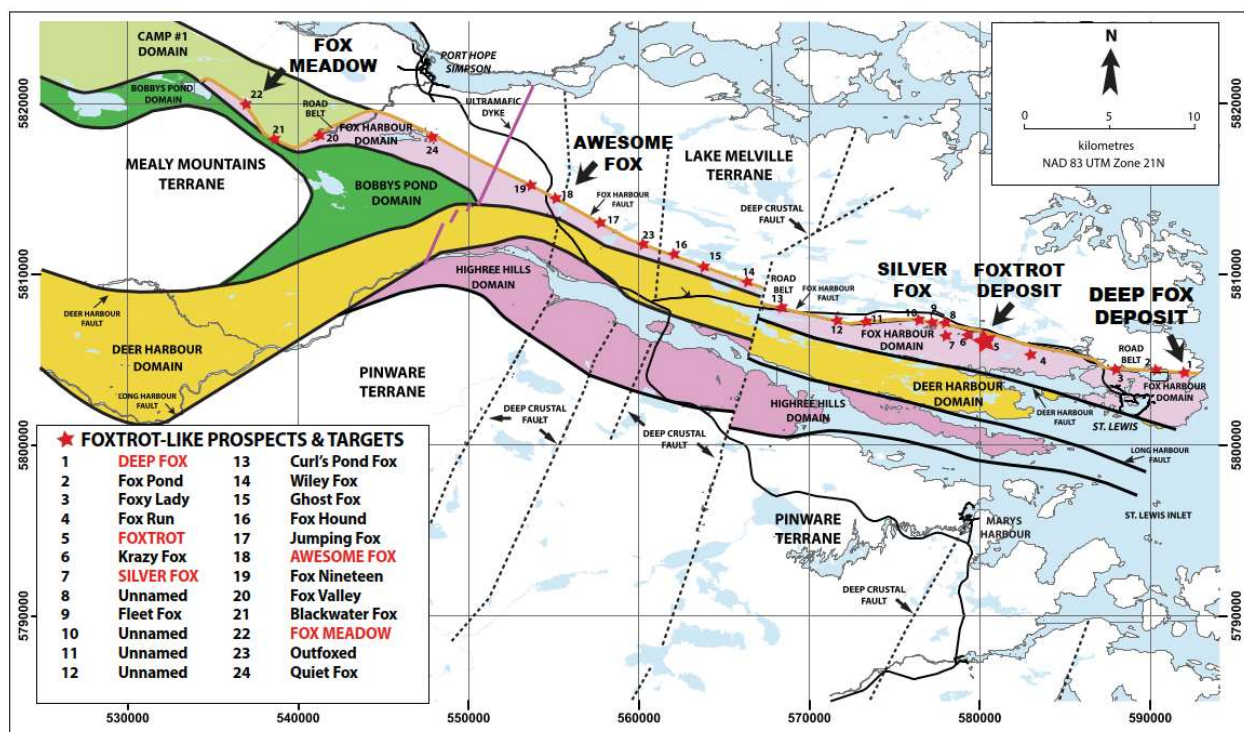 CAMP #1
DOMAIN
FOX
MEADOW
PORT HOPE
SIMPSON
N
0
5
10
kilometres
NAD 83 UTM Zone 21N
5820000
5820000
BOBBYS POND
DOMAIN
22
ROAD
BELT
ULTRAMAFIC
DYKE
21
20
FOX HARBOUR
DOMAIN
24
AWESOME
FOX
LAKE MELVILLE
TERRANE
MEALY MOUNTAINS
TERRANE
BOBBYS POND
DOMAIN
19
18
FOX
HARBOUR
FAULT
17
DEEP CRUSTAL
FAULT
23
16
15
14
5810000
5810000
HIGHREE HILLS
DOMAIN
ROAD
BELT
13
FOX HARBOUR
FAULT
SILVER
FOX
FOXTROT
DEPOSIT
DEEP FOX
DEPOSIT
DEER HARBOUR
FAULT
12
11
10
9
8
7
6
5
4
FOX HARBOUR
DOMAIN
ROAD
BELT
3
2
1
FOX HARBOUR
DOMAIN
DEER HARBOUR
DOMAIN
PINWARE
TERRANE
LONG HARBOUR
FAULT
DEER HARBOUR
DOMAIN
DEER HARBOUR
FAULT
HIGHREE HILLS
DOMAIN
ST. LEWIS
DEEP CRUSTAL
FAULT
DEEP CRUSTAL
FAULT
LONG HARBOUR
FAULT
5800000
5800000
ST. LEWIS INLET
PINWARE
TERRANE
MARYS
HARBOUR
DEEP CRUSTAL
FAULT
5790000
5790000
FOXTROT-LIKE PROSPECTS & TARGETS
1 DEEP FOX 13 Curl's Pond Fox
2 Fox Pond 14 Wiley Fox
3 Foxy Lady 15 Ghost Fox
4 Fox Run 16 Fox Hound
5 FOXTROT 17 Jumping Fox
6 Krazy Fox 18 AWESOME FOX
7 SILVER FOX 19 Fox Nineteen
8 Unnamed 20 Fox Valley
9 Fleet Fox 21 Blackwater Fox
10 Unnamed 22 FOX MEADOW
11 Unnamed 23 Outfoxed
12 Unnamed 24 Quiet Fox
530000
540000
550000
560000
570000
580000
590000